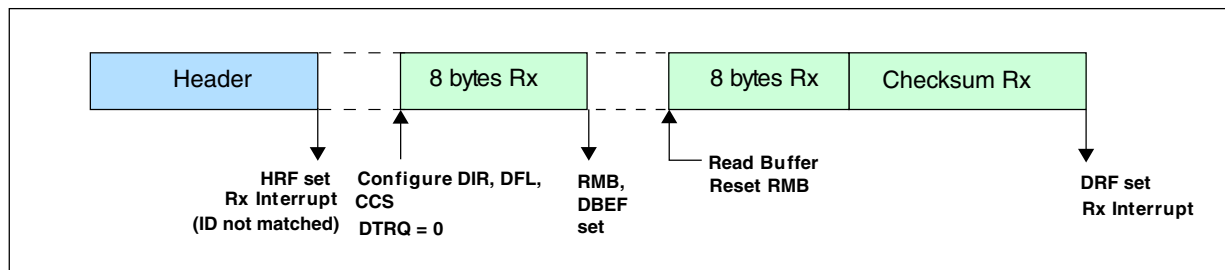 Header
8 bytes Rx
8 bytes Rx
Checksum Rx
HRF set
Rx Interrupt
(ID not matched)
Configure DIR, DFL,
CCS
DTRQ = 0
RMB,
DBEF
set
Read Buffer
Reset RMB
DRF set
Rx Interrupt